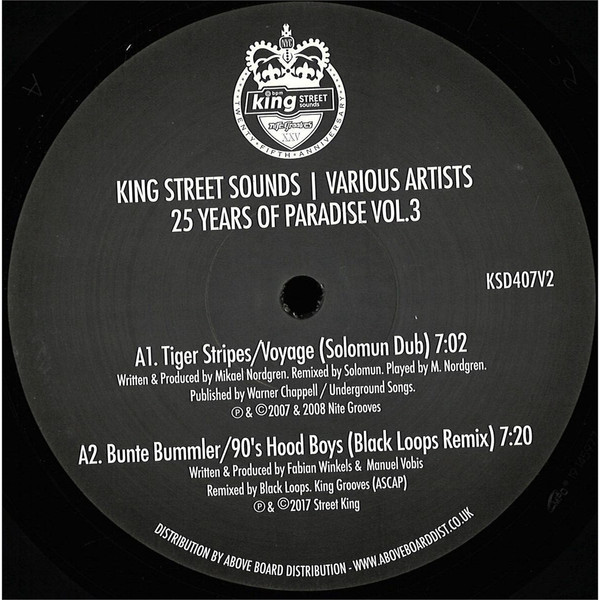 NYC
bpm
king STREET
sounds
nite grooves
XXV
TWENTY-FIFTH • ANNIVERSARY
KING STREET SOUNDS | VARIOUS ARTISTS
25 YEARS OF PARADISE VOL.3
KSD407V2
A1. Tiger Stripes/Voyage (Solomun Dub) 7:02
Written & Produced by Mikael Nordgren. Remixed by Solomun. Played by M. Nordgren.
Published by Warner Chappell / Underground Songs.
℗ & ©2007 & 2008 Nite Grooves
A2. Bunte Bummler/90's Hood Boys (Black Loops Remix) 7:20
Written & Produced by Fabian Winkels & Manuel Vobis
Remixed by Black Loops. King Grooves (ASCAP)
℗ & ©2017 Street King
DISTRIBUTION BY ABOVE BOARD DISTRIBUTION - WWW.ABOVEBOARDDIST.CO.UK